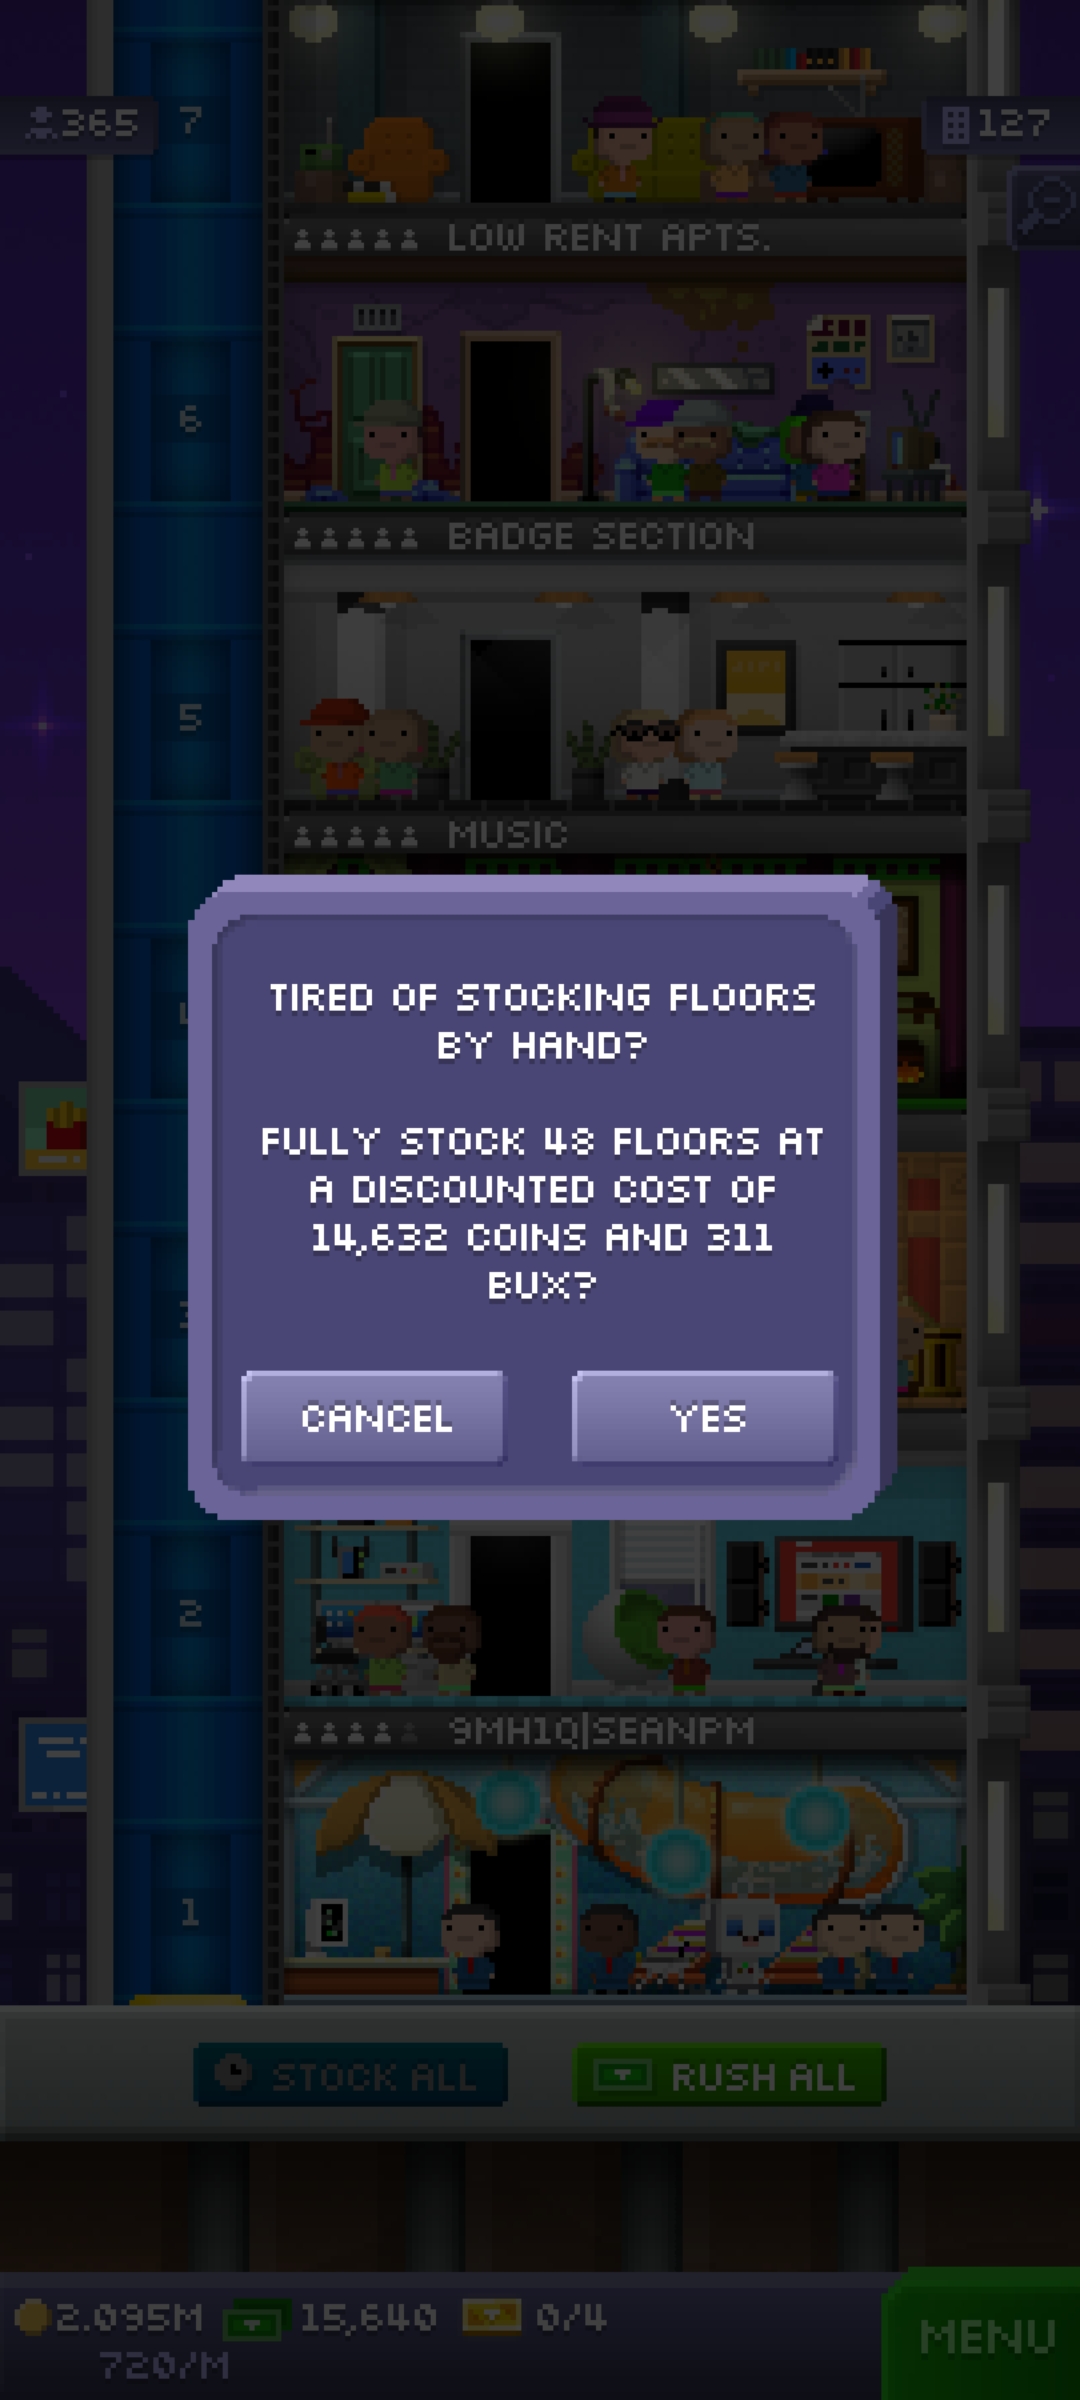 365
7
127
LOW RENT APTS.
6
BADGE SECTION
5
MUSIC
TIRED OF STOCKING FLOORS
BY HAND?
FULLY STOCK 48 FLOORS AT
A DISCOUNTED COST OF
14,632 COINS AND 311
BUX?
CANCEL
YES
2
9MH1Q|SEANPM
1
STOCK ALL
RUSH ALL
2.095M
15,640
0/4
720/M
MENU